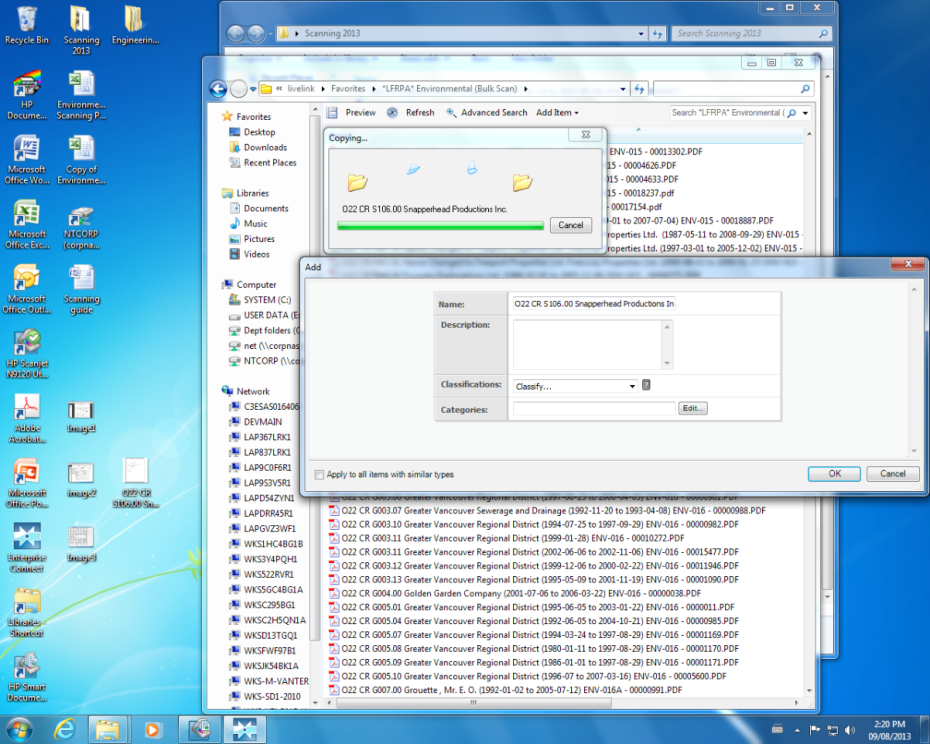 Recycle Bin
Scanning 2013
Engineerin...
HP Docume...
Environme... Scanning P...
Microsoft Office Wo...
Copy of Environme...
Microsoft Office Exc...
NTCORP (corpna...
Microsoft Office Outl...
Scanning guide
HP Scanjet N9120 Uti...
Adobe Acrobat...
Image1
Microsoft Office Po...
Image2
O22 CR S106.00 Sn...
Enterprise Connect
Image3
Libraries - Shortcut
HP Smart Docume...
Scanning 2013
Search Scanning 2013
« livelink ▸ Favorites ▸ *LFRPA* Environmental (Bulk Scan) ▸
Preview Refresh Advanced Search Add Item
Search *LFRPA* Environmental (
Favorites
Desktop
Downloads
Recent Places
Libraries
Documents
Music
Pictures
Videos
Computer
SYSTEM (C:)
USER DATA (E
Dept folders (G
net (\\corpnas
NTCORP (\\co
Network
C3ESAS016406
DEVMAIN
LAP367LRK1
LAP837LRK1
LAP9C0F6R1
LAP9S3V5R1
LAPD54ZYN1
LAPDRR45R1
LAPGVZ3WF1
WKS1HC4BG1B
WKS3Y4PQH1
WKS522RVR1
WKS5GC4BG1A
WKSC295BG1
WKSC2H5QN1A
WKSD13TGQ1
WKSFWF97B1
WKSJK54BK1A
WKS-M-VANTER
WKS-SD1-2010
ENV-015 - 00013302.PDF
15 - 00004626.PDF
15 - 00004633.PDF
15 - 00018237.pdf
- 00017154.pdf
-01 to 2007-07-04) ENV-015 - 00018887.PDF
roperties Ltd. (1987-05-11 to 2008-09-29) ENV-015 -
roperties Ltd. (1997-03-01 to 2005-12-02) ENV-015 -
Copying...
O22 CR S106.00 Snapperhead Productions Inc.
Cancel
Add
Name:
O22 CR S106.00 Snapperhead Productions In
Description:
Classifications:
Classify...
?
Categories:
Edit...
Apply to all items with similar types
OK
Cancel
O22 CR G003.07 Greater Vancouver Sewerage and Drainage (1992-11-20 to 1993-04-08) ENV-016 - 00000988.PDF
O22 CR G003.10 Greater Vancouver Regional District (1994-07-25 to 1997-09-29) ENV-016 - 00000982.PDF
O22 CR G003.11 Greater Vancouver Regional District (1999-01-28) ENV-016 - 00010272.PDF
O22 CR G003.11 Greater Vancouver Regional District (2002-06-06 to 2002-11-06) ENV-016 - 00015477.PDF
O22 CR G003.12 Greater Vancouver Regional District (1999-12-06 to 2000-02-22) ENV-016 - 00011946.PDF
O22 CR G003.13 Greater Vancouver Regional District (1995-05-09 to 2001-11-19) ENV-016 - 00001090.PDF
O22 CR G004.00 Golden Garden Company (2001-07-06 to 2006-03-22) ENV-016 - 00000038.PDF
O22 CR G005.01 Greater Vancouver Regional District (1995-06-05 to 2003-01-22) ENV-016 - 0000011.PDF
O22 CR G005.04 Greater Vancouver Regional District (1992-06-05 to 2004-10-21) ENV-016 - 00000985.PDF
O22 CR G005.07 Greater Vancouver Regional District (1994-03-24 to 1997-08-29) ENV-016 - 00001169.PDF
O22 CR G005.08 Greater Vancouver Regional District (1980-01-11 to 1997-08-29) ENV-016 - 00001170.PDF
O22 CR G005.09 Greater Vancouver Regional District (1986-01-01 to 1997-08-29) ENV-016 - 00001171.PDF
O22 CR G005.10 Greater Vancouver Regional District (1996-07 to 2007-03-16) ENV-016 - 00005600.PDF
O22 CR G007.00 Grouette , Mr. E. O. (1992-01-02 to 2005-07-12) ENV-016A - 00000991.PDF
2:20 PM
09/08/2013